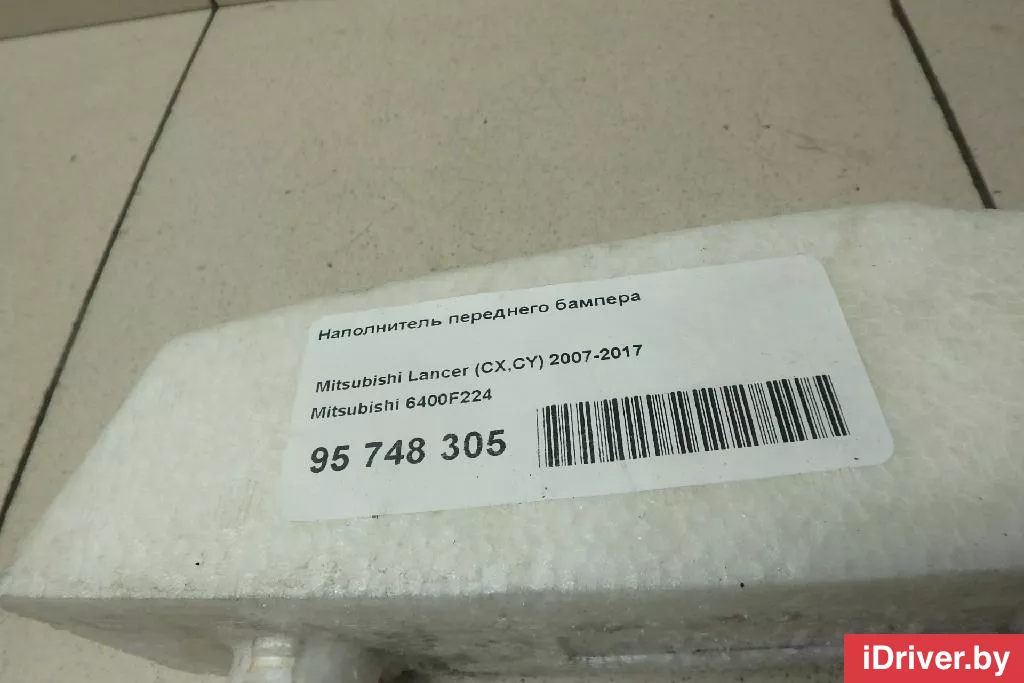 Наполнитель переднего бампера
Mitsubishi Lancer (CX,CY) 2007-2017
Mitsubishi 6400F224
95 748 305
iDriver.by